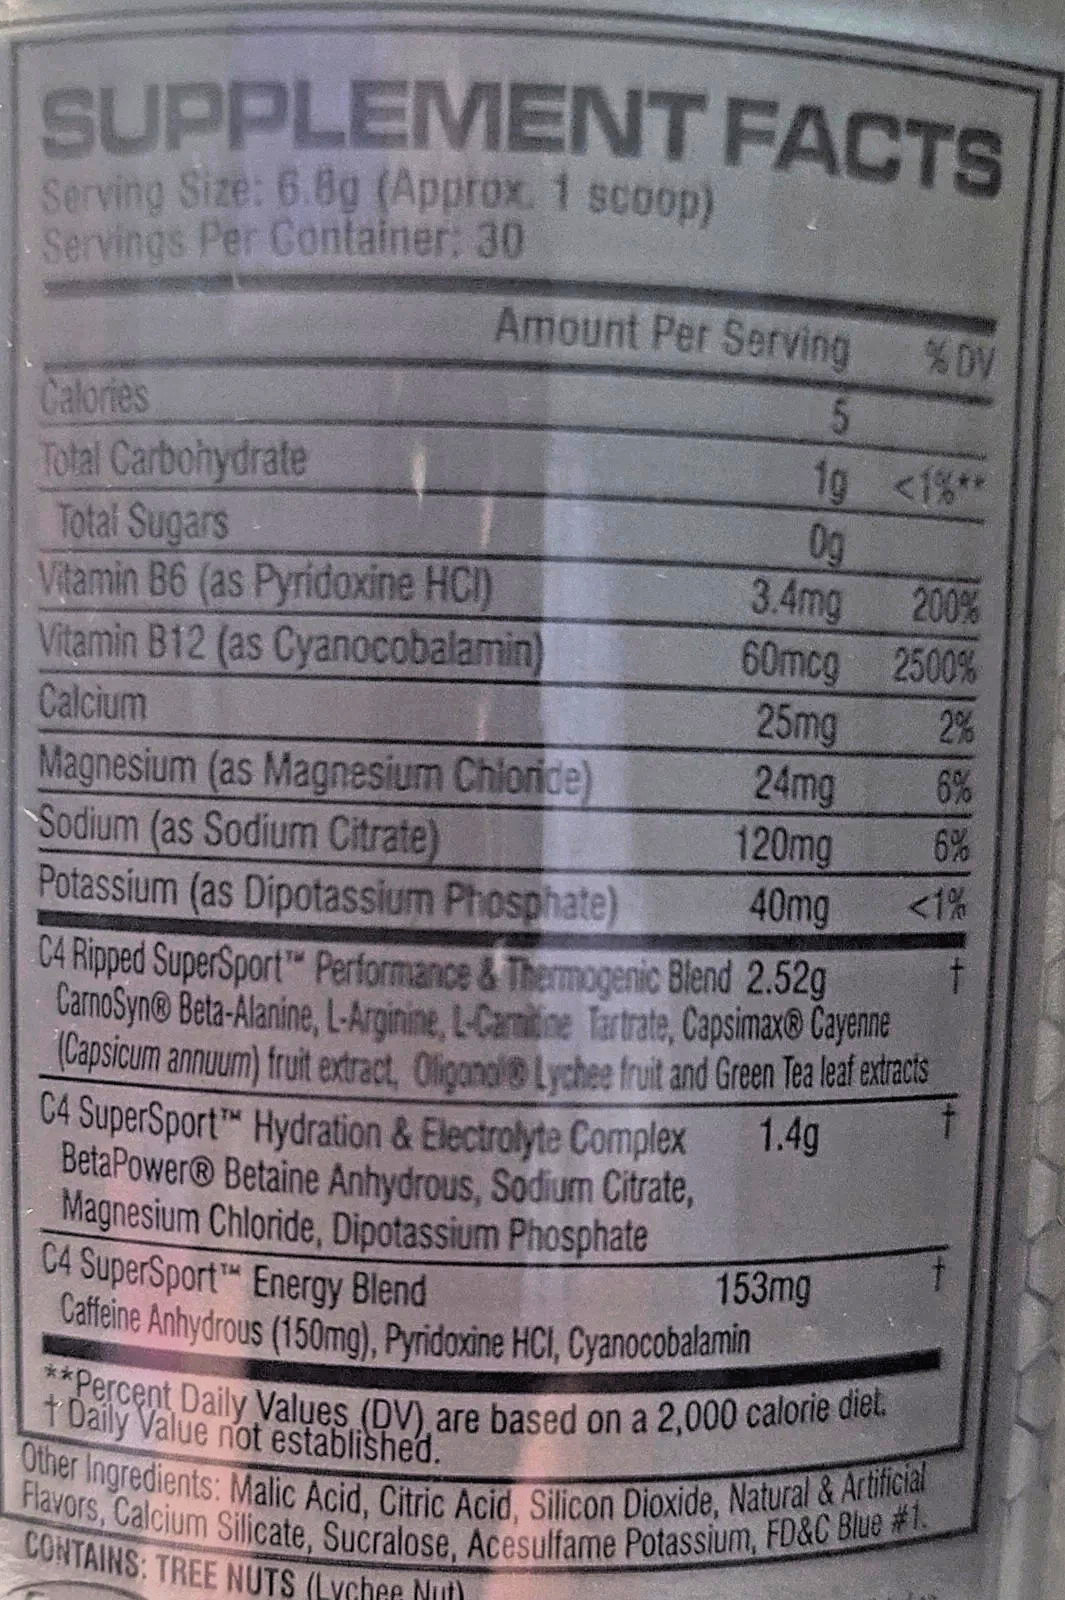 SUPPLEMENT FACTS
Serving Size: 6.8g (Approx. 1 scoop)
Servings Per Container: 30
Amount Per Serving % DV
Calories 5
Total Carbohydrate 1g <1%**
Total Sugars 0g
Vitamin B6 (as Pyridoxine HCl) 3.4mg 200%
Vitamin B12 (as Cyanocobalamin) 60mcg 2500%
Calcium 25mg 2%
Magnesium (as Magnesium Chloride) 24mg 6%
Sodium (as Sodium Citrate) 120mg 6%
Potassium (as Dipotassium Phosphate) 40mg <1%
C4 Ripped SuperSport™ Performance & Thermogenic Blend 2.52g †
CarnoSyn® Beta-Alanine, L-Arginine, L-Carnitine Tartrate, Capsimax® Cayenne
(Capsicum annuum) fruit extract, Oligonol® Lychee fruit and Green Tea leaf extracts
C4 SuperSport™ Hydration & Electrolyte Complex 1.4g †
BetaPower® Betaine Anhydrous, Sodium Citrate,
Magnesium Chloride, Dipotassium Phosphate
C4 SuperSport™ Energy Blend 153mg †
Caffeine Anhydrous (150mg), Pyridoxine HCl, Cyanocobalamin
**Percent Daily Values (DV) are based on a 2,000 calorie diet.
† Daily Value not established.
Other Ingredients: Malic Acid, Citric Acid, Silicon Dioxide, Natural & Artificial
Flavors, Calcium Silicate, Sucralose, Acesulfame Potassium, FD&C Blue #1.
CONTAINS: TREE NUTS (Lychee Nut)